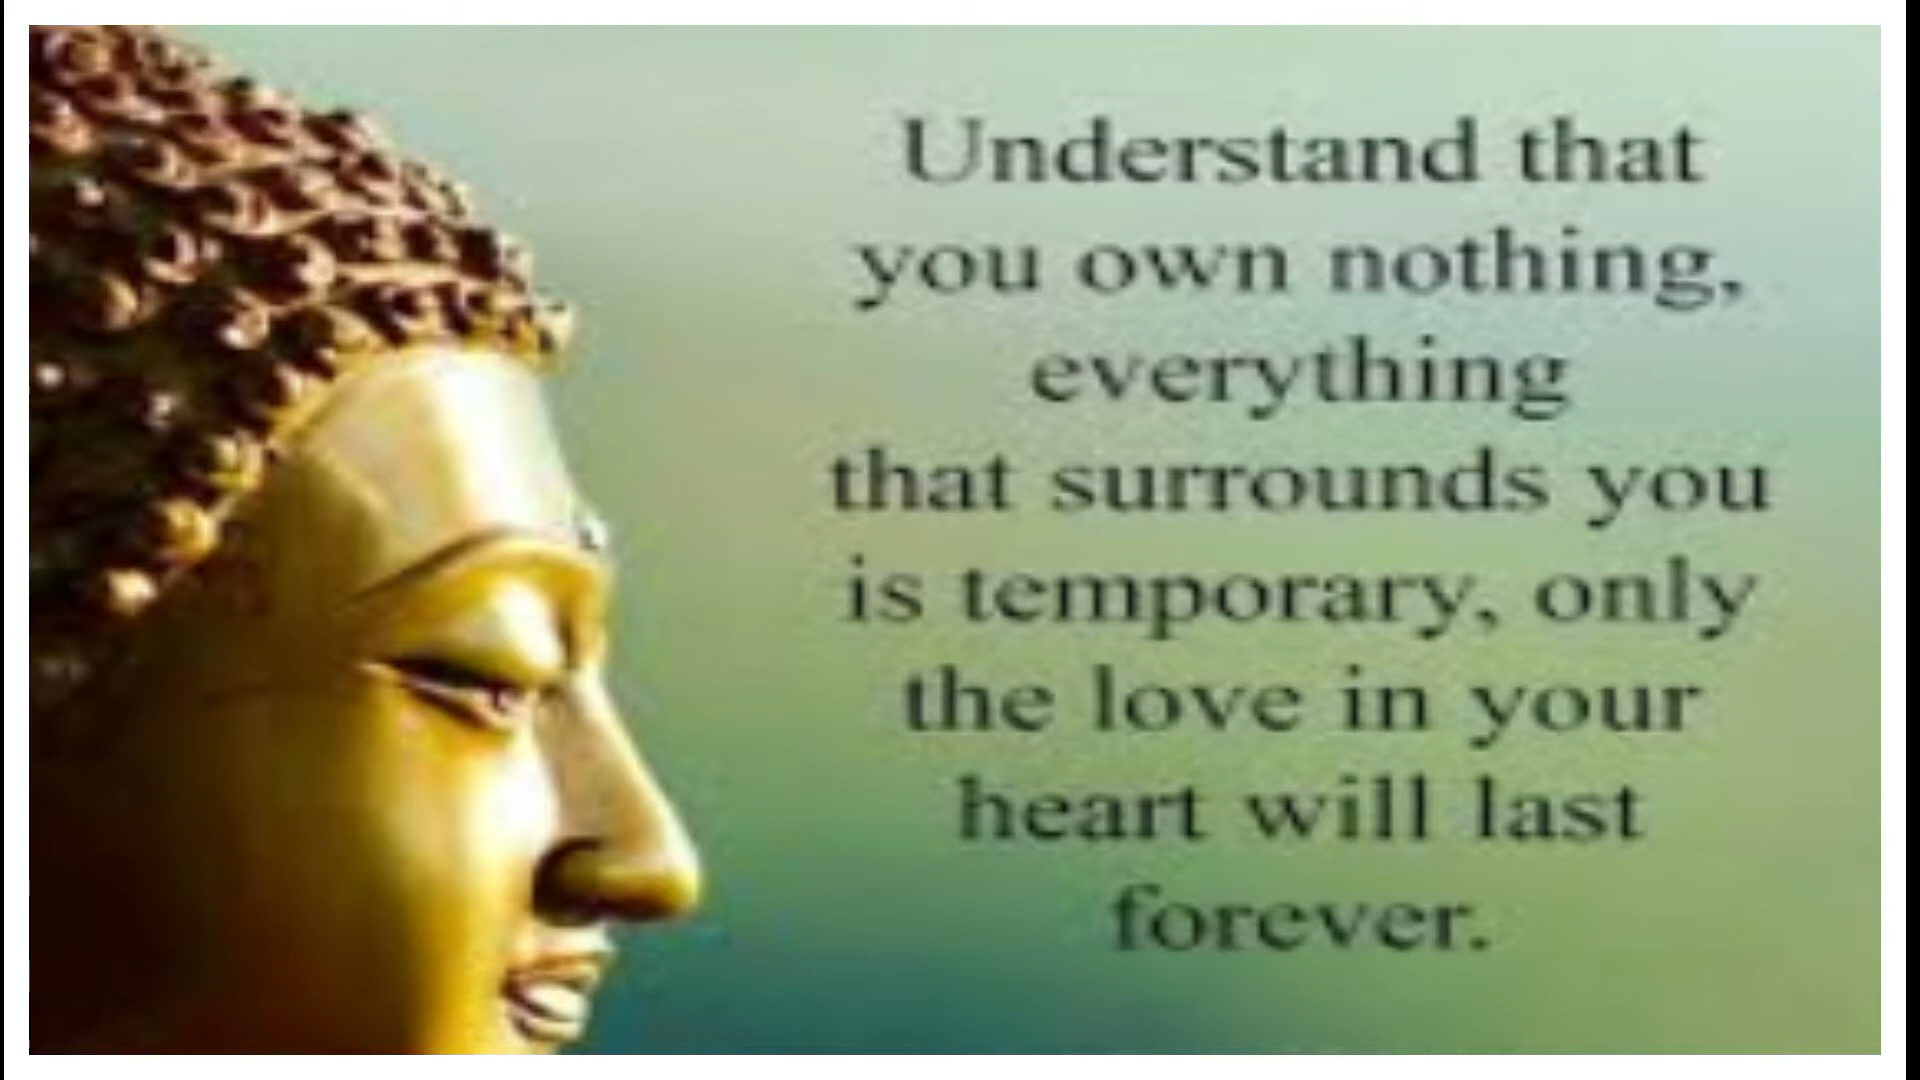 Understand that
you own nothing,
everything
that surrounds you
is temporary, only
the love in your
heart will last
forever.